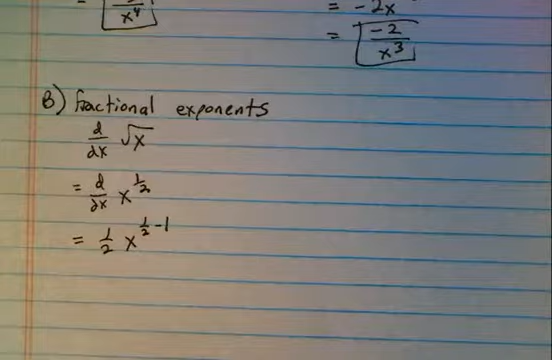 = x⁴
= -2x
= -2/x³
B) fractional exponents
d/dx √x
= d/dx x^(1/2)
= 1/2 x^(1/2 - 1)